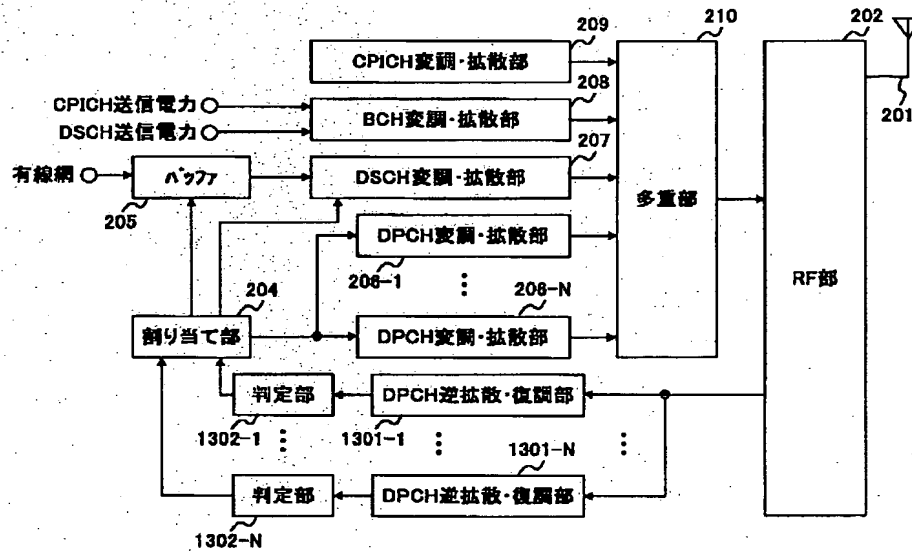 210
202
209
CPICH変調・拡散部
208
CPICH送信電力
BCH変調・拡散部
DSCH送信電力
207
201
有線網
バッファ
DSCH変調・拡散部
多重部
205
DPCH変調・拡散部
206-1
RF部
204
206-N
割り当て部
DPCH変調・拡散部
判定部
DPCH逆拡散・復調部
1302-1
1301-1
1301-N
判定部
DPCH逆拡散・復調部
1302-N